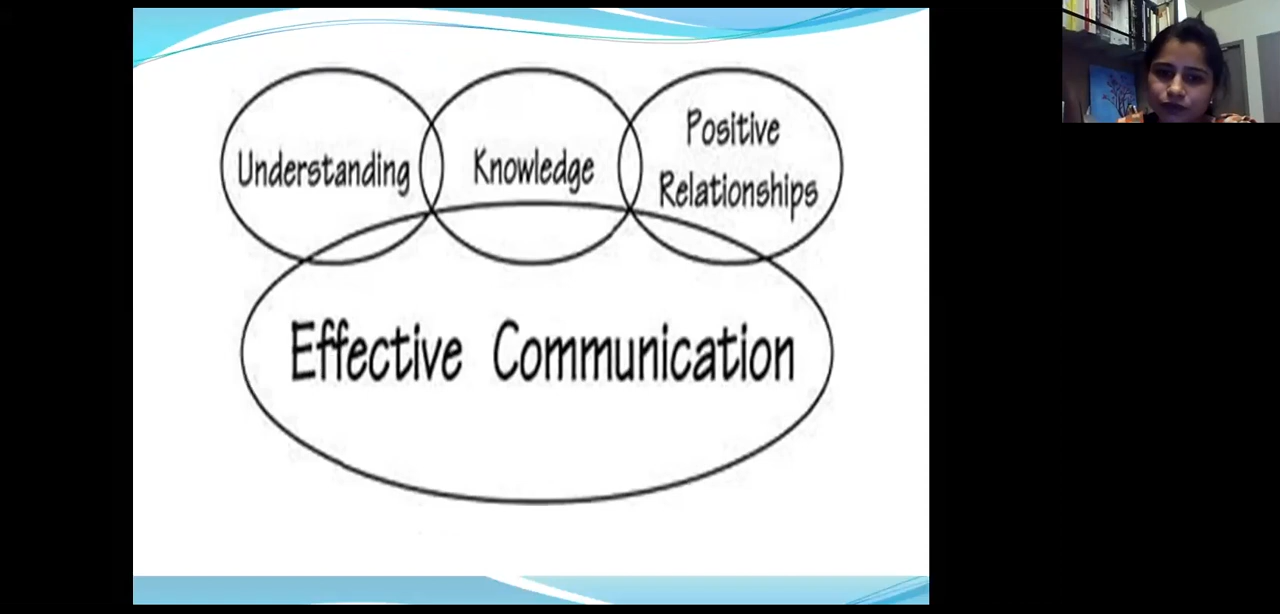 Understanding
Knowledge
Positive
Relationships
Effective Communication